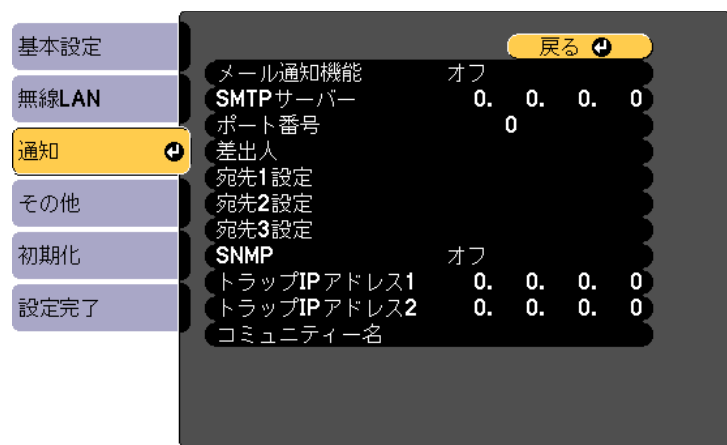 基本設定
無線LAN
通知
その他
初期化
設定完了
戻る
メール通知機能 オフ
SMTPサーバー 0. 0. 0. 0
ポート番号 0
差出人
宛先1設定
宛先2設定
宛先3設定
SNMP オフ
トラップIPアドレス1 0. 0. 0. 0
トラップIPアドレス2 0. 0. 0. 0
コミュニティー名